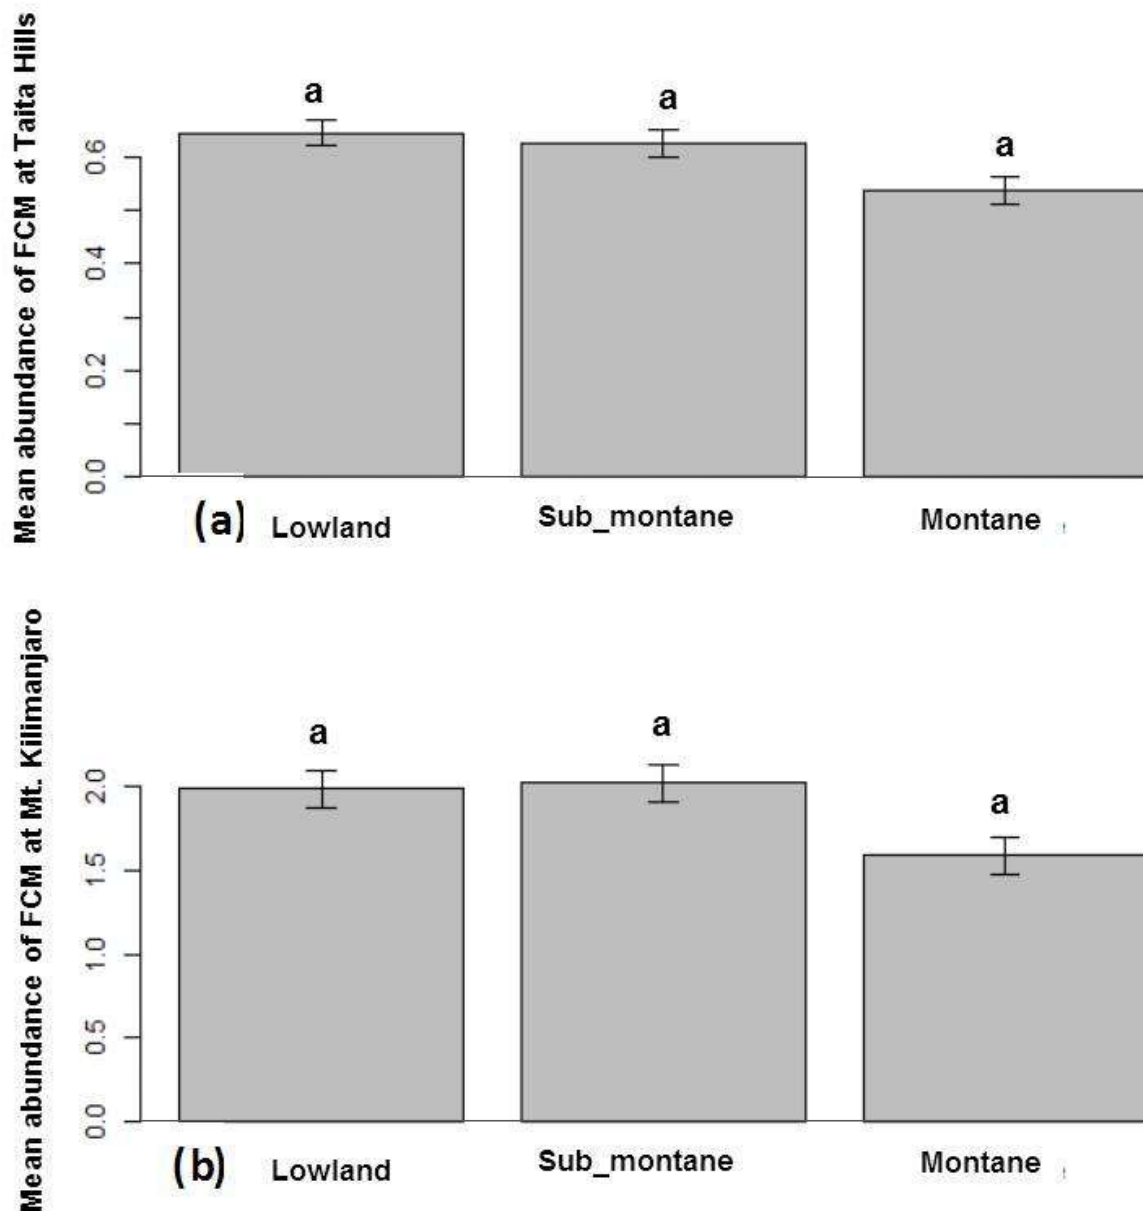 Mean abundance of FCM at Taita Hills
0.6
0.4
0.2
0.0
a
a
a
(a)
Lowland
Sub_montane
Montane
Mean abundance of FCM at Mt. Kilimanjaro
2.0
1.5
1.0
0.5
0.0
a
a
a
(b)
Lowland
Sub_montane
Montane